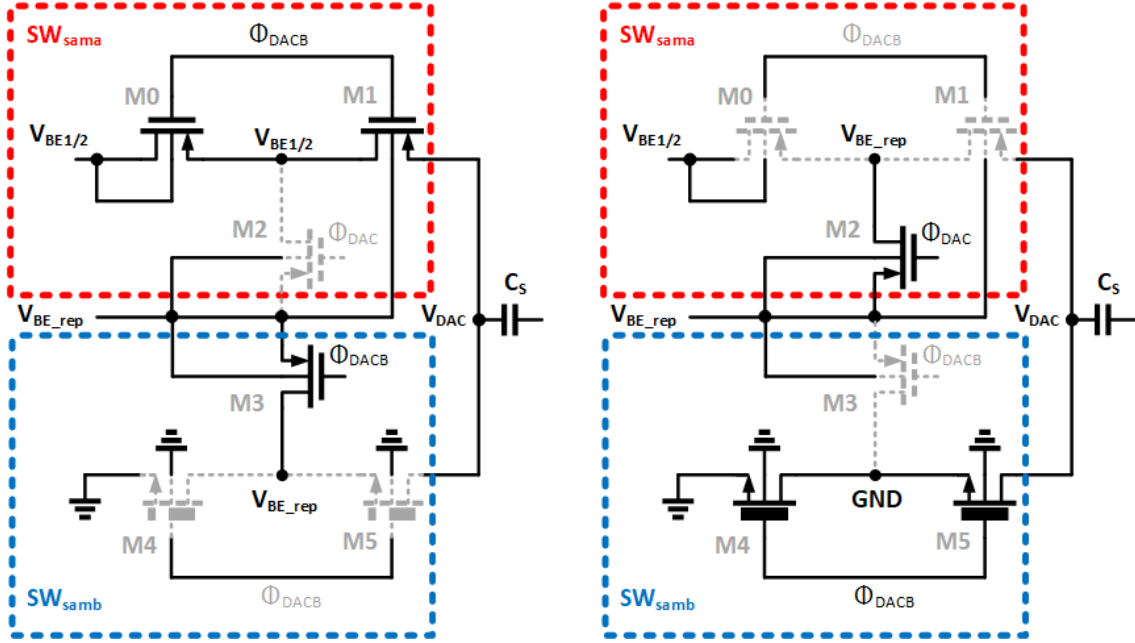 SWsama
ΦDACB
M0
M1
VBE1/2
VBE1/2
M2
ΦDAC
VBE_rep
VDAC
CS
ΦDACB
M3
VBE_rep
M4
M5
ΦDACB
SWsamb
SWsama
ΦDACB
M0
M1
VBE1/2
VBE_rep
M2
ΦDAC
VBE_rep
VDAC
CS
ΦDACB
M3
GND
M4
M5
ΦDACB
SWsamb